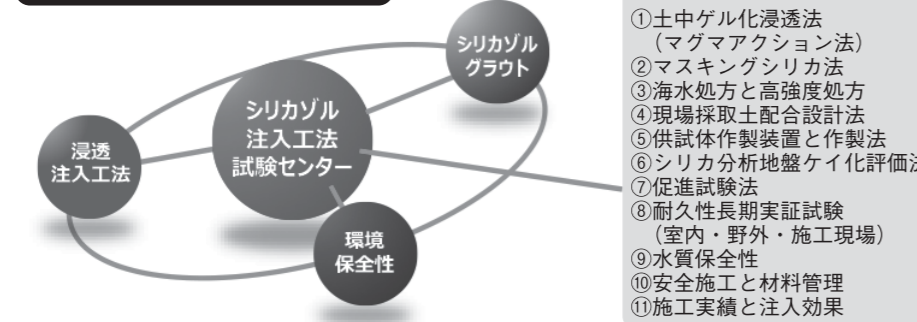 シリカゾル
グラウト
シリカゾル
注入工法
試験センター
浸透
注入工法
環境
保全性
①土中ゲル化浸透法
（マグマアクション法）
②マスキングシリカ法
③海水処方と高強度処方
④現場採取土配合設計法
⑤供試体作製装置と作製法
⑥シリカ分析地盤ケイ化評価法
⑦促進試験法
⑧耐久性長期実証試験
（室内・野外・施工現場）
⑨水質保全性
⑩安全施工と材料管理
⑪施工実績と注入効果